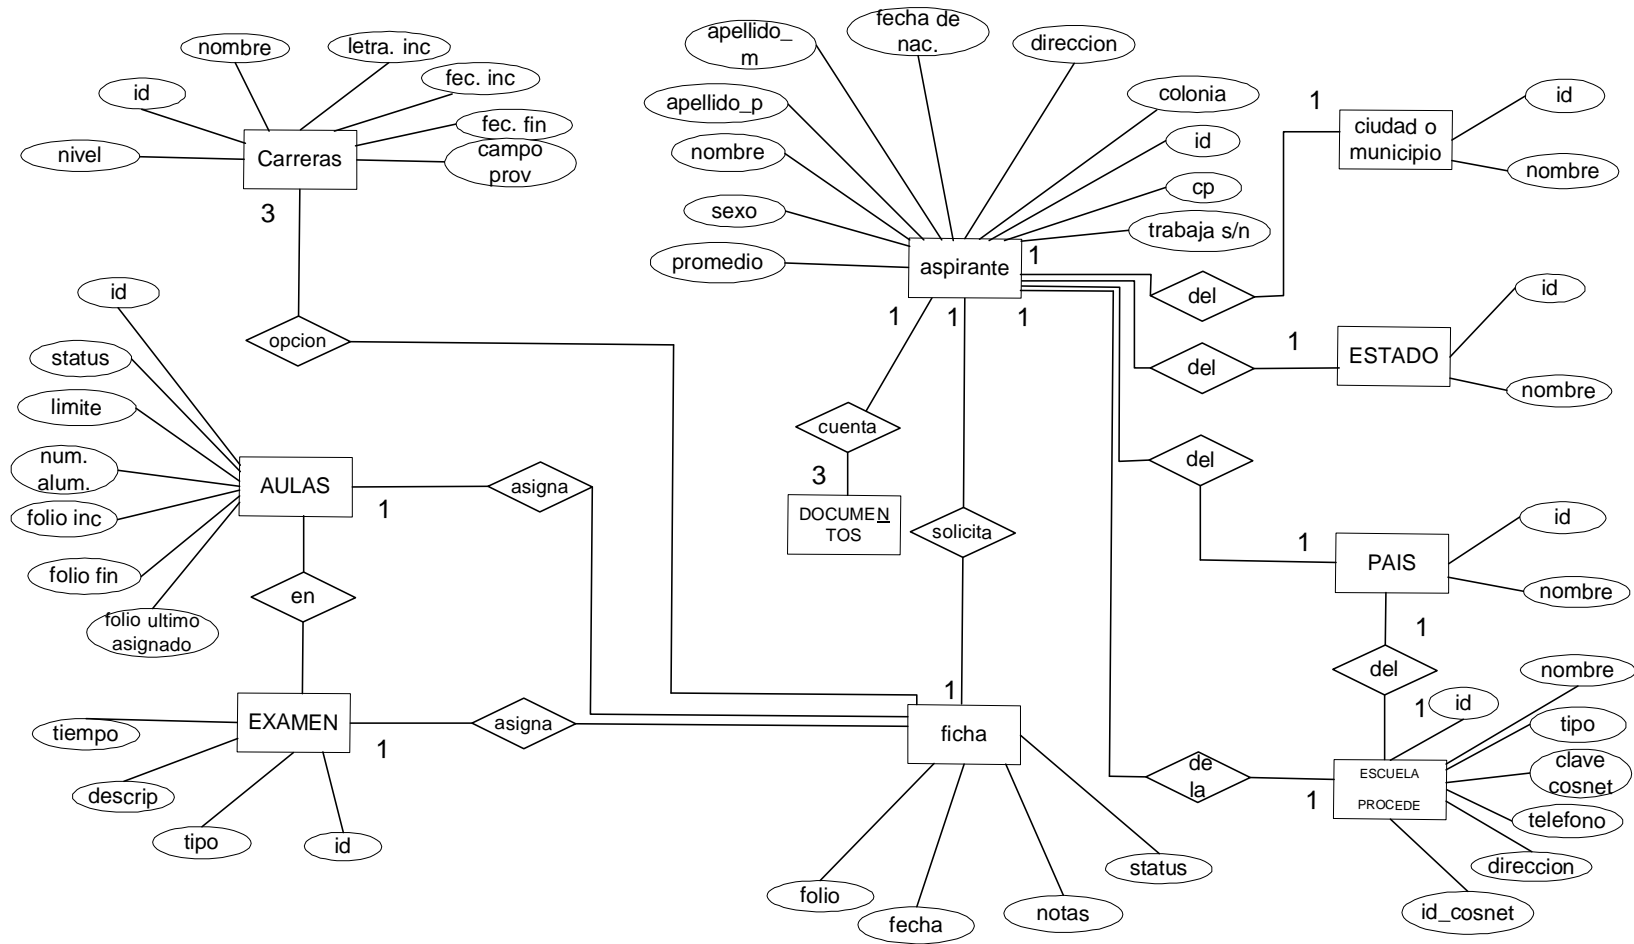 nombre
letra. inc
fec. inc
id
fec. fin
nivel
Carreras
campo
prov
3
opcion
apellido_
m
fecha de
nac.
direccion
apellido_p
colonia
nombre
id
sexo
cp
promedio
trabaja s/n
aspirante
1
1
1
1
1
ciudad o
municipio
id
nombre
del
1
ESTADO
id
nombre
del
del
1
PAIS
id
nombre
1
del
1
cuenta
3
DOCUMEN
TOS
solicita
1
id
status
limite
num.
alum.
folio inc
folio fin
folio ultimo
asignado
AULAS
1
asigna
en
EXAMEN
1
asigna
tiempo
descrip
tipo
id
ficha
folio
fecha
notas
status
de
la
1
ESCUELA
PROCEDE
id
nombre
tipo
clave
cosnet
telefono
direccion
id_cosnet